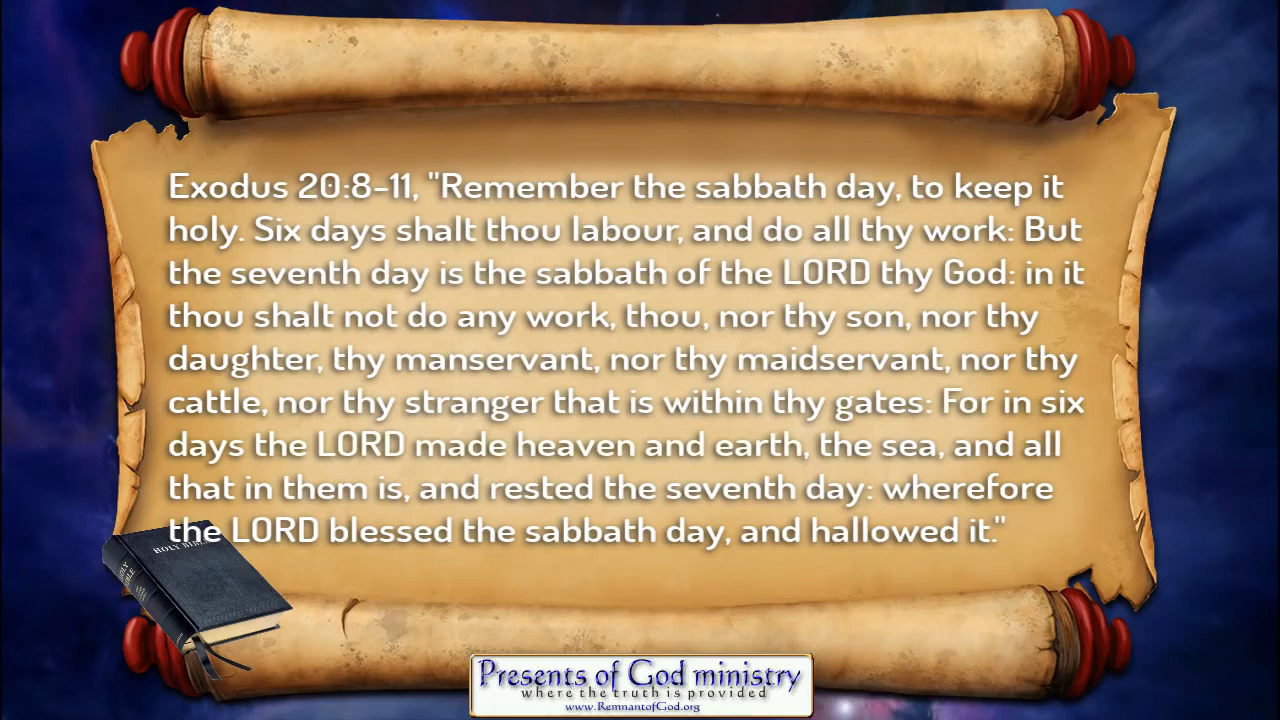 Exodus 20:8-11, "Remember the sabbath day, to keep it
holy. Six days shalt thou labour, and do all thy work: But
the seventh day is the sabbath of the LORD thy God: in it
thou shalt not do any work, thou, nor thy son, nor thy
daughter, thy manservant, nor thy maidservant, nor thy
cattle, nor thy stranger that is within thy gates: For in six
days the LORD made heaven and earth, the sea, and all
that in them is, and rested the seventh day: wherefore
the LORD blessed the sabbath day, and hallowed it."
HOLY BIBLE
HOLY BIBLE
Presents of God ministry
where the truth is provided
www.RemnantofGod.org